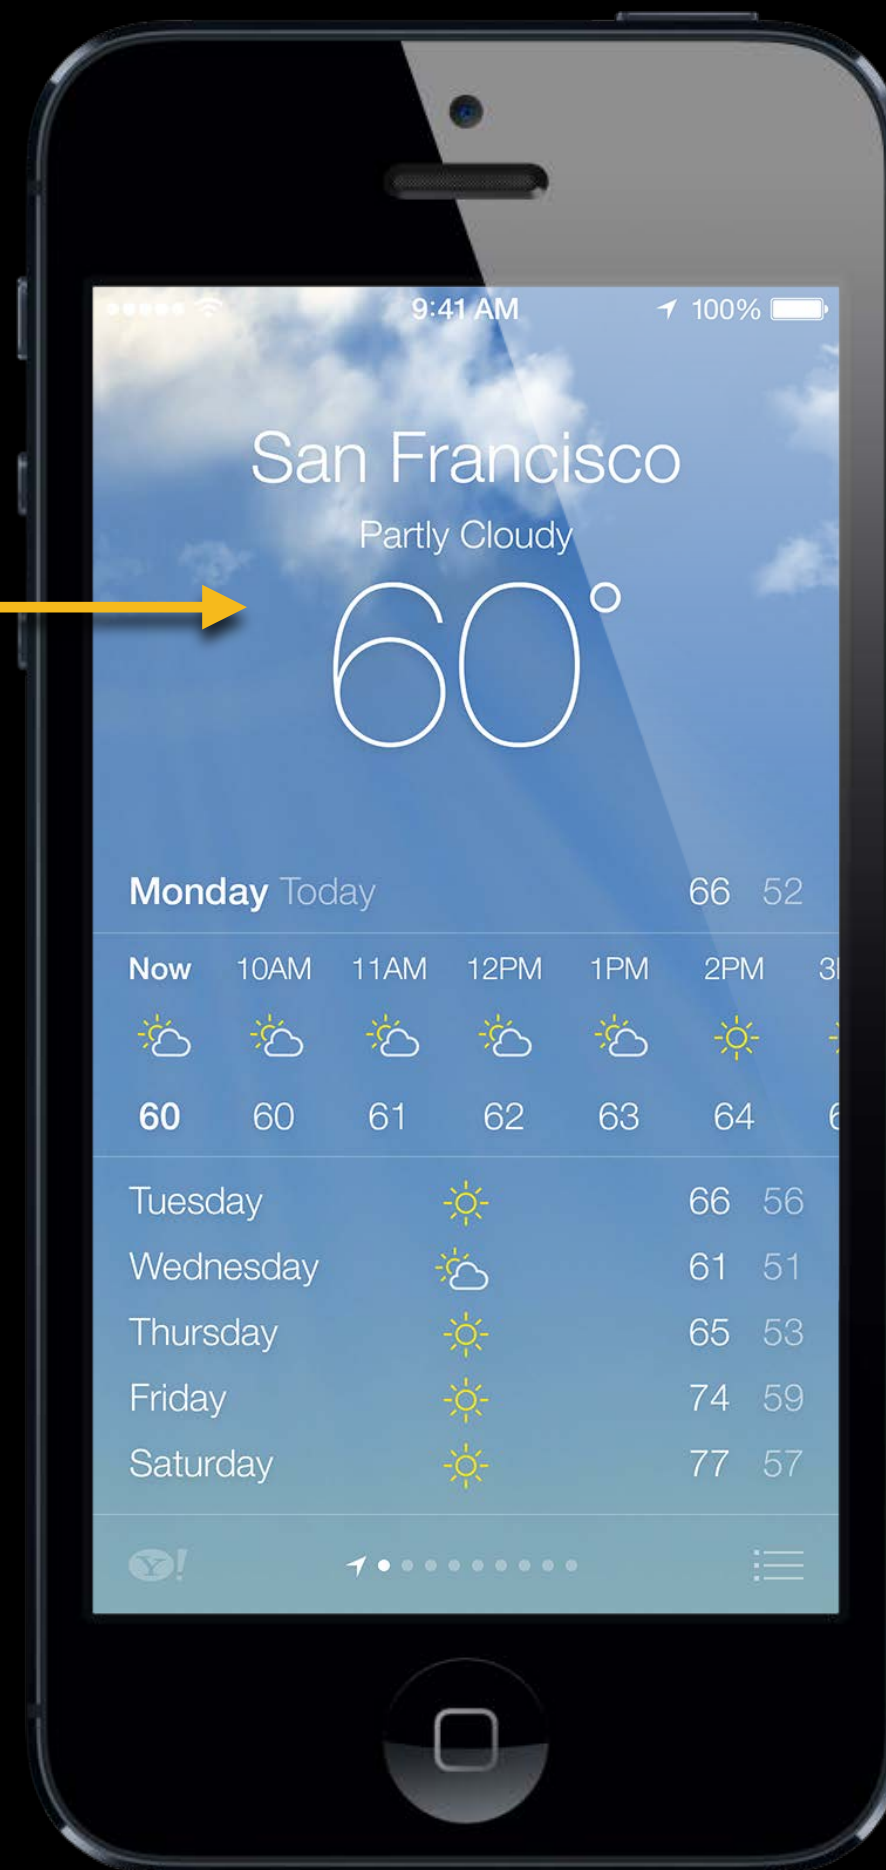 9:41 AM 100%
San Francisco
Partly Cloudy
60°
Monday Today 66 52
Now 10AM 11AM 12PM 1PM 2PM
60 60 61 62 63 64
Tuesday 66 56
Wednesday 61 51
Thursday 65 53
Friday 74 59
Saturday 77 57
Y!